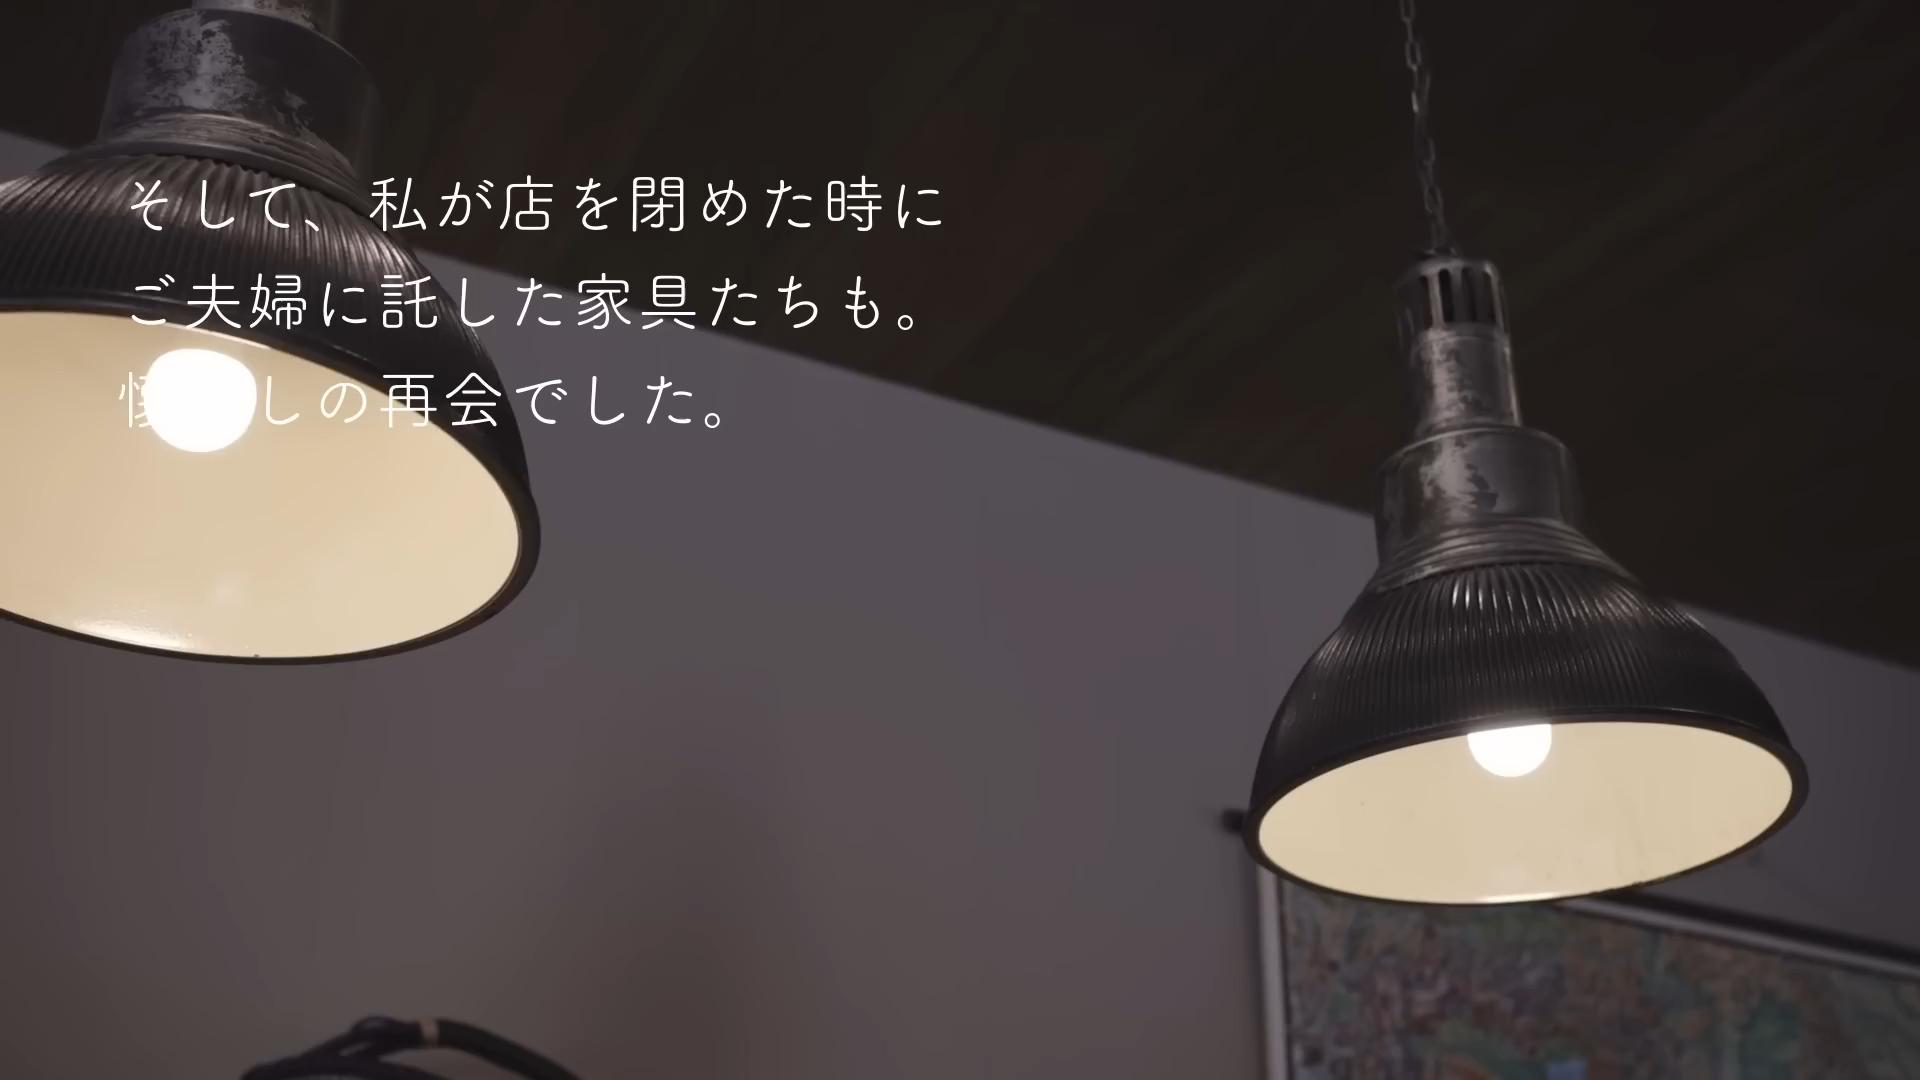 そして、私が店を閉めた時に
ご夫婦に託した家具たちも。
しの再会でした。